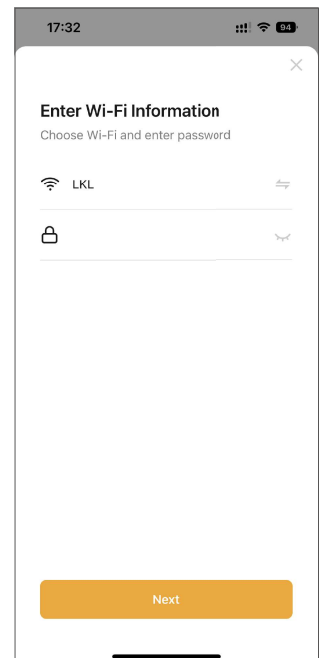 17:32
94
Enter Wi-Fi Information
Choose Wi-Fi and enter password
LKL
Next